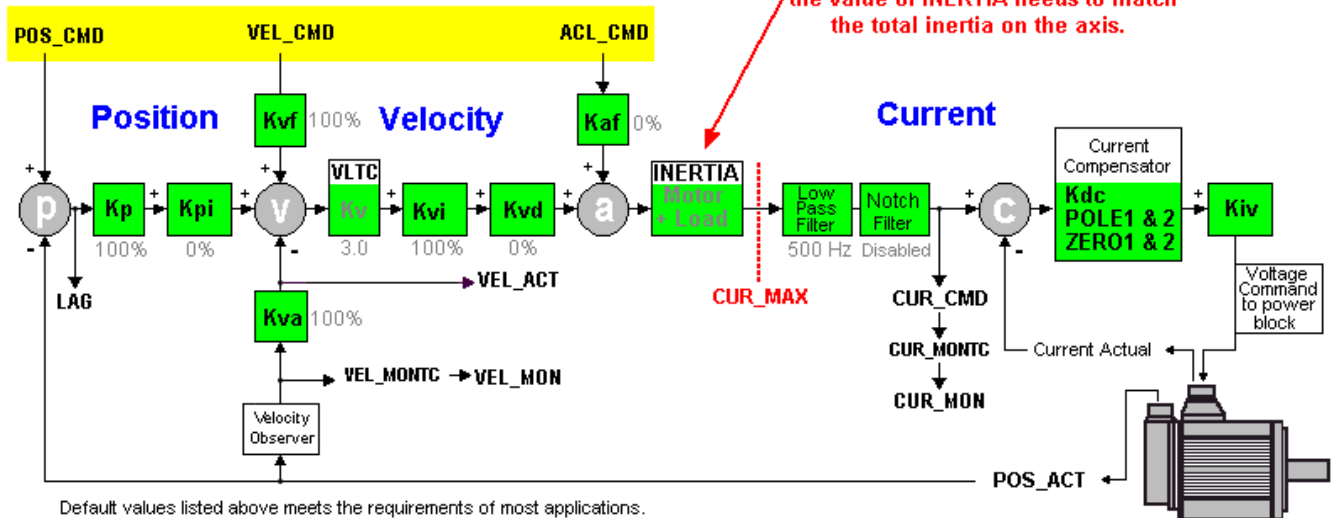 the value of INERTIA needs to match
the total inertia on the axis.
POS_CMD
VEL_CMD
ACL_CMD
Position
Velocity
Current
Kvf 100%
Kaf 0%
VLTC
INERTIA
Current
Compensator
p
Kp
Kpi
V
Kv
Kvi
Kvd
a
Motor
+ Load
Low
Pass
Filter
Notch
Filter
C
Kdc
POLE1 & 2
ZERO1 & 2
Kiv
100%
0%
3.0
100%
0%
500 Hz
Disabled
LAG
VEL_ACT
CUR_MAX
CUR_CMD
Voltage
Command
to power
block
Kva 100%
CUR_MONTC
Current Actual
VEL_MONTC
VEL_MON
CUR_MON
Velocity
Observer
POS_ACT
Default values listed above meets the requirements of most applications.